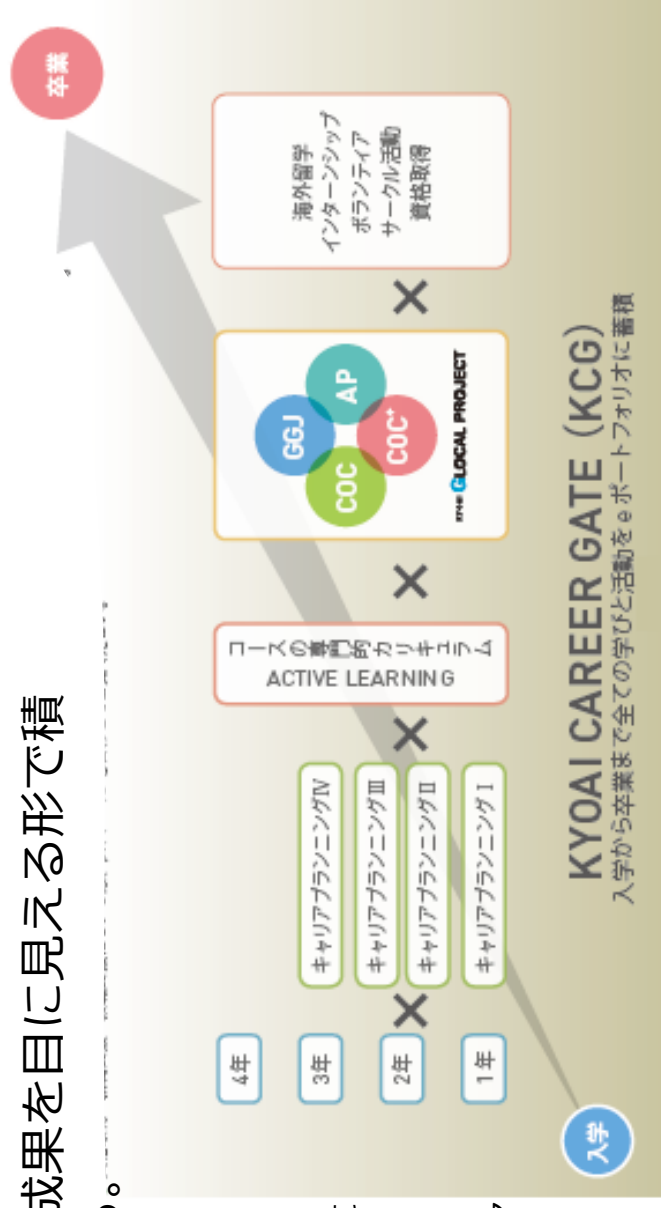 成果を目に見える形で積
。
卒業
4年
3年
2年
1年
入学
×
キャリアプランニングⅣ
キャリアプランニングⅢ
キャリアプランニングⅡ
キャリアプランニングⅠ
×
コースの専門的カリキュラム
ACTIVE LEARNING
×
GGJ
COC
AP
COC⁺
GLOCAL PROJECT
×
海外留学
インターンシップ
ボランティア
サークル活動
資格取得
KYOAI CAREER GATE（KCG）
入学から卒業まで全ての学びと活動をeポートフォリオに蓄積